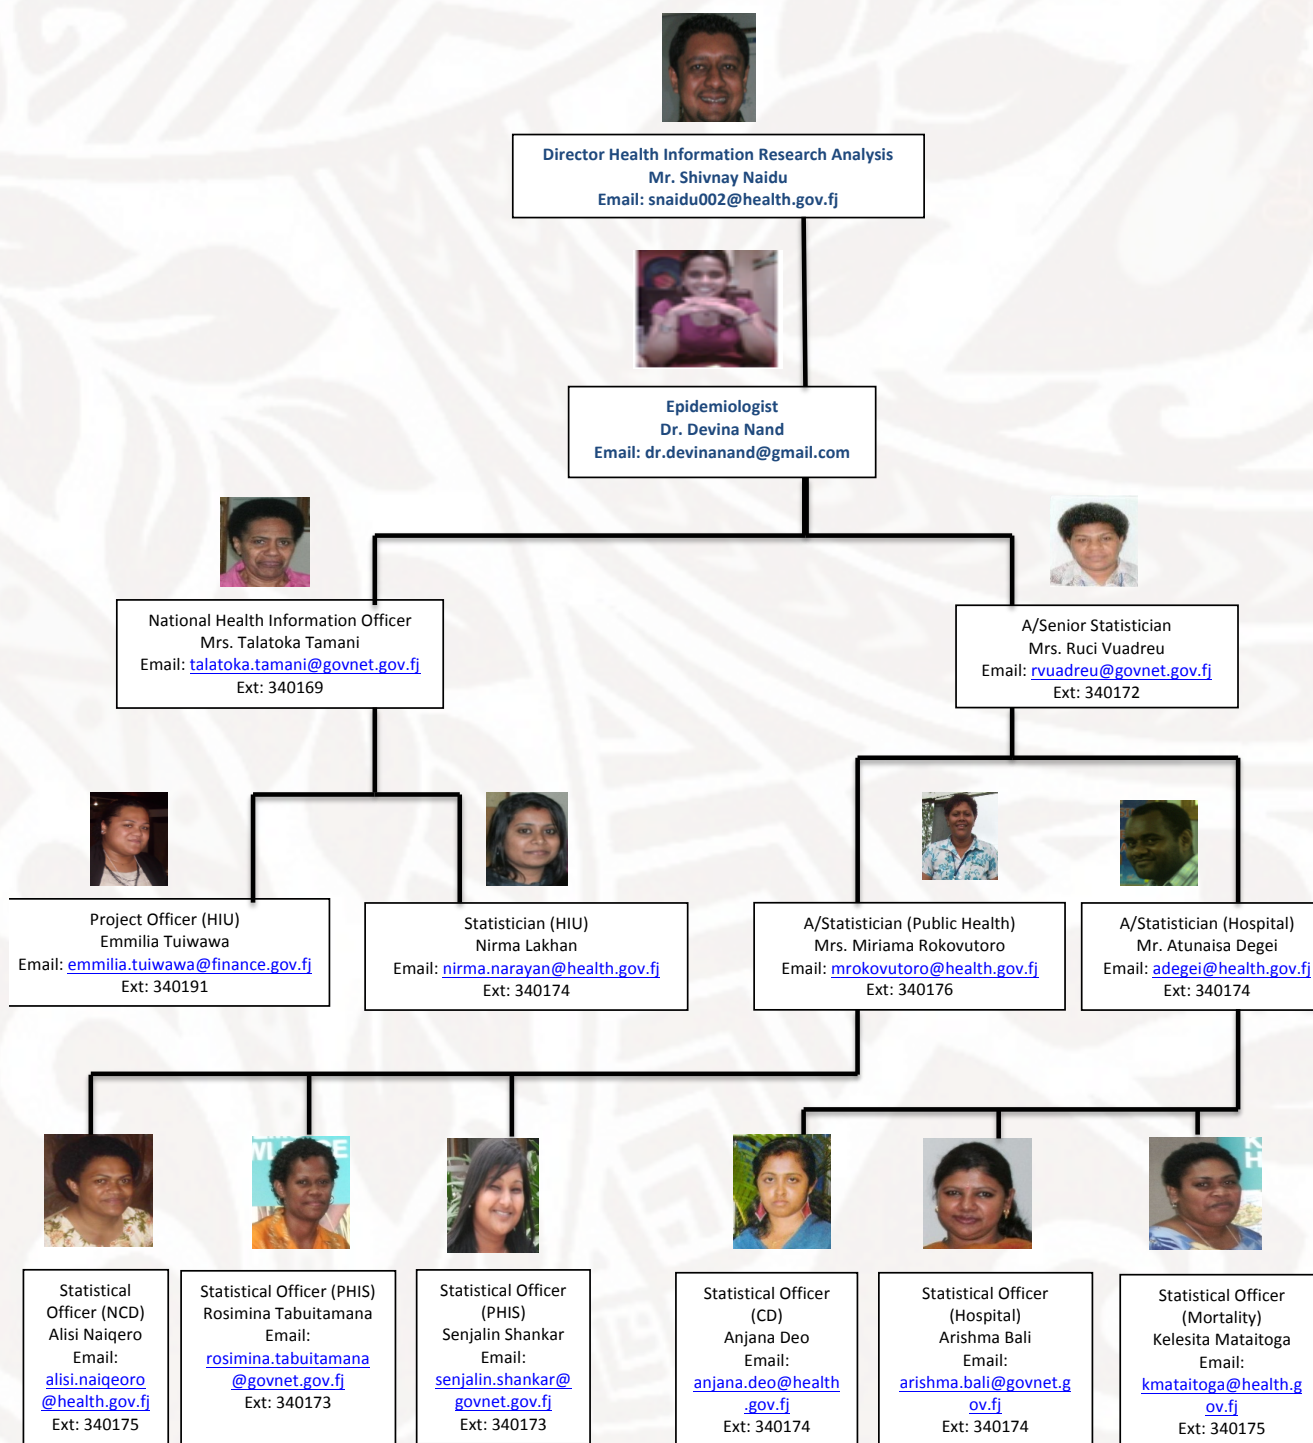 Director Health Information Research Analysis
Mr. Shivnay Naidu
Email: snaidu002@health.gov.fj
Epidemiologist
Dr. Devina Nand
Email: dr.devinanand@gmail.com
National Health Information Officer
Mrs. Talatoka Tamani
Email: talatoka.tamani@govnet.gov.fj
Ext: 340169
A/Senior Statistician
Mrs. Ruci Vuadreu
Email: rvuadreu@govnet.gov.fj
Ext: 340172
Project Officer (HIU)
Emmilia Tuiwawa
Email: emmilia.tuiwawa@finance.gov.fj
Ext: 340191
Statistician (HIU)
Nirma Lakhan
Email: nirma.narayan@health.gov.fj
Ext: 340174
A/Statistician (Public Health)
Mrs. Miriama Rokovutoro
Email: mrokovutoro@health.gov.fj
Ext: 340176
A/Statistician (Hospital)
Mr. Atunaisa Degei
Email: adegei@health.gov.fj
Ext: 340174
Statistical
Officer (NCD)
Alisi Naiqero
Email:
alisi.naiqeoro
@health.gov.fj
Ext: 340175
Statistical Officer (PHIS)
Rosimina Tabuitamana
Email:
rosimina.tabuitamana
@govnet.gov.fj
Ext: 340173
Statistical Officer
(PHIS)
Senjalin Shankar
Email:
senjalin.shankar@
govnet.gov.fj
Ext: 340173
Statistical Officer
(CD)
Anjana Deo
Email:
anjana.deo@health
.gov.fj
Ext: 340174
Statistical Officer
(Hospital)
Arishma Bali
Email:
arishma.bali@govnet.g
ov.fj
Ext: 340174
Statistical Officer
(Mortality)
Kelesita Mataitoga
Email:
kmataitoga@health.g
ov.fj
Ext: 340175